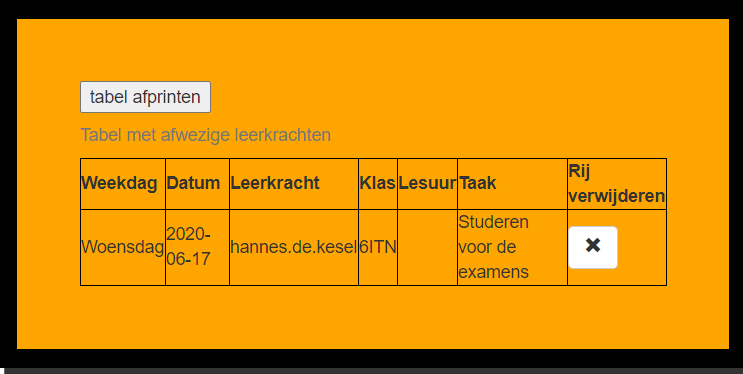 tabel afprinten
Tabel met afwezige leerkrachten
Weekdag Datum Leerkracht Klas Lesuur Taak Rij verwijderen
Woensdag 2020-06-17 hannes.de.kesel 6ITN Studeren voor de examens ✖